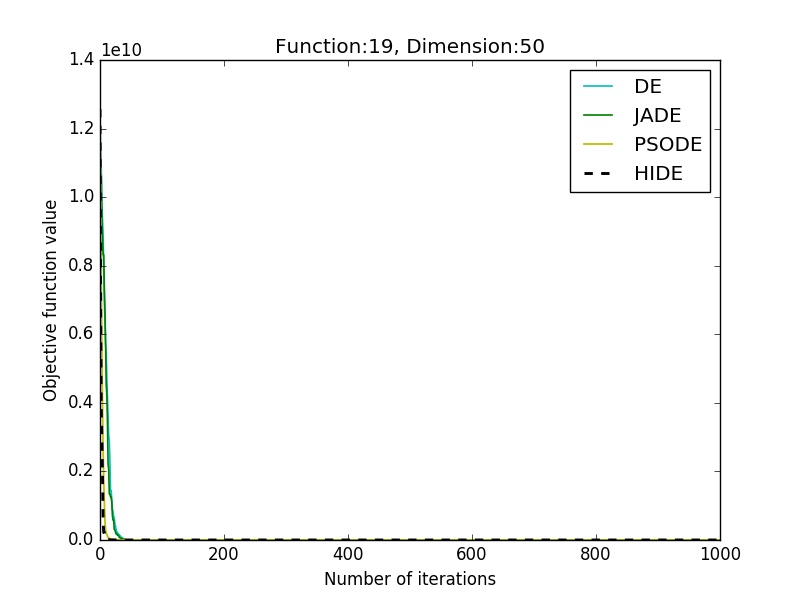 Function:19, Dimension:50
1e10
1.4
1.2
1.0
0.8
0.6
0.4
0.2
0.0
Objective function value
DE
JADE
PSODE
HIDE
0 200 400 600 800 1000
Number of iterations